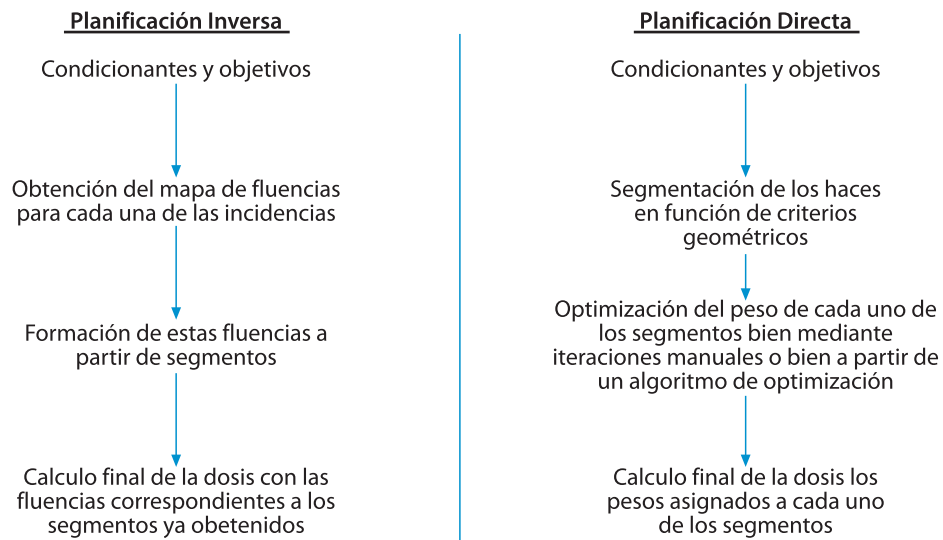 Planificación Inversa
Condicionantes y objetivos
Obtención del mapa de fluencias
para cada una de las incidencias
Formación de estas fluencias a
partir de segmentos
Calculo final de la dosis con las
fluencias correspondientes a los
segmentos ya obetenidos
Planificación Directa
Condicionantes y objetivos
Segmentación de los haces
en función de criterios
geométricos
Optimización del peso de cada uno de
los segmentos bien mediante
iteraciones manuales o bien a partir de
un algoritmo de optimización
Calculo final de la dosis los
pesos asignados a cada uno
de los segmentos